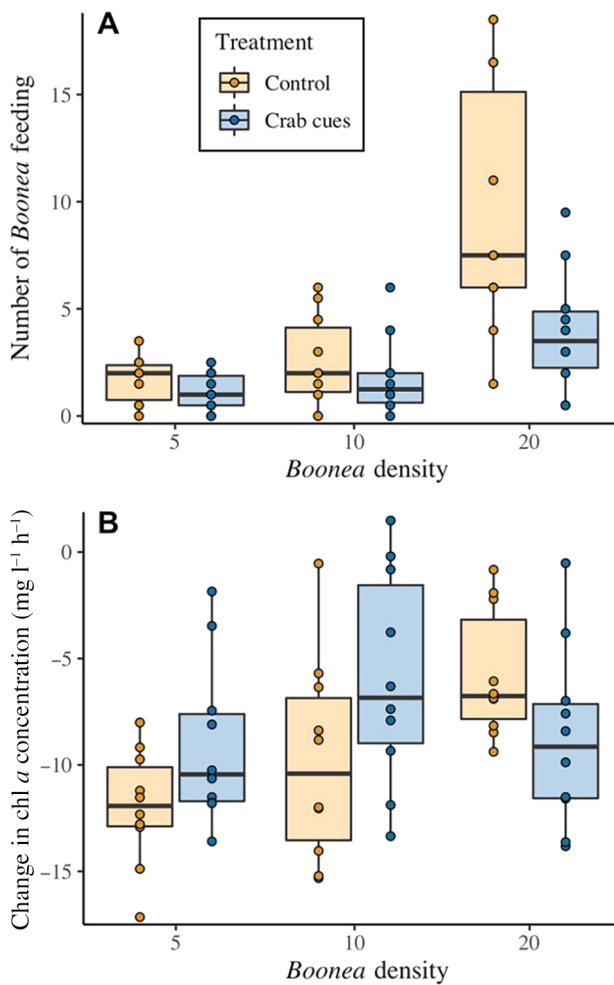 A
Treatment
Control
Crab cues
Number of Boonea feeding
15
10
5
0
5 10 20
Boonea density
B
Change in chl a concentration (mg l⁻¹ h⁻¹)
0
−5
−10
−15
5 10 20
Boonea density